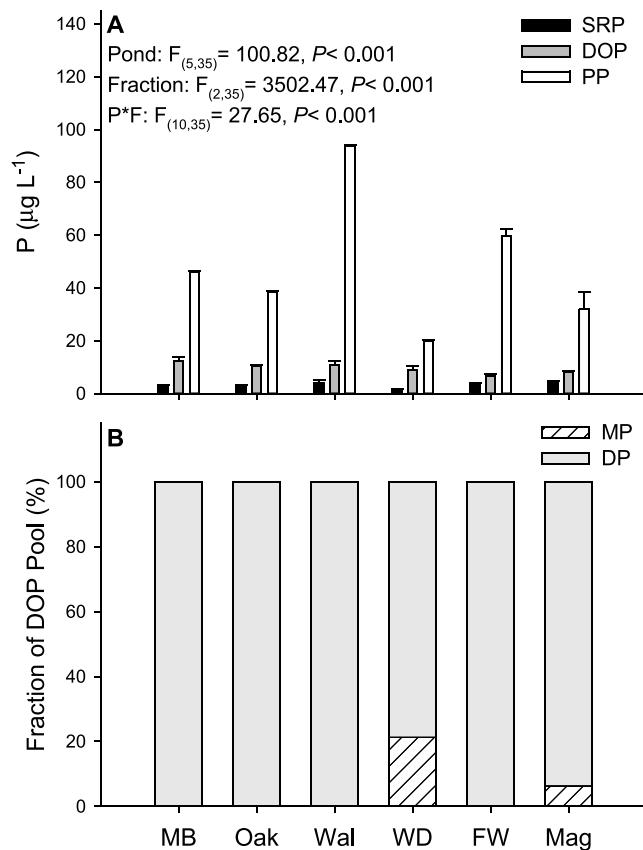 A
Pond: F(5,35)= 100.82, P< 0.001
Fraction: F(2,35)= 3502.47, P< 0.001
P*F: F(10,35)= 27.65, P< 0.001
SRP
DOP
PP
P (µg L⁻¹)
140
120
100
80
60
40
20
0
B
MP
DP
Fraction of DOP Pool (%)
100
80
60
40
20
0
MB Oak Wal WD FW Mag